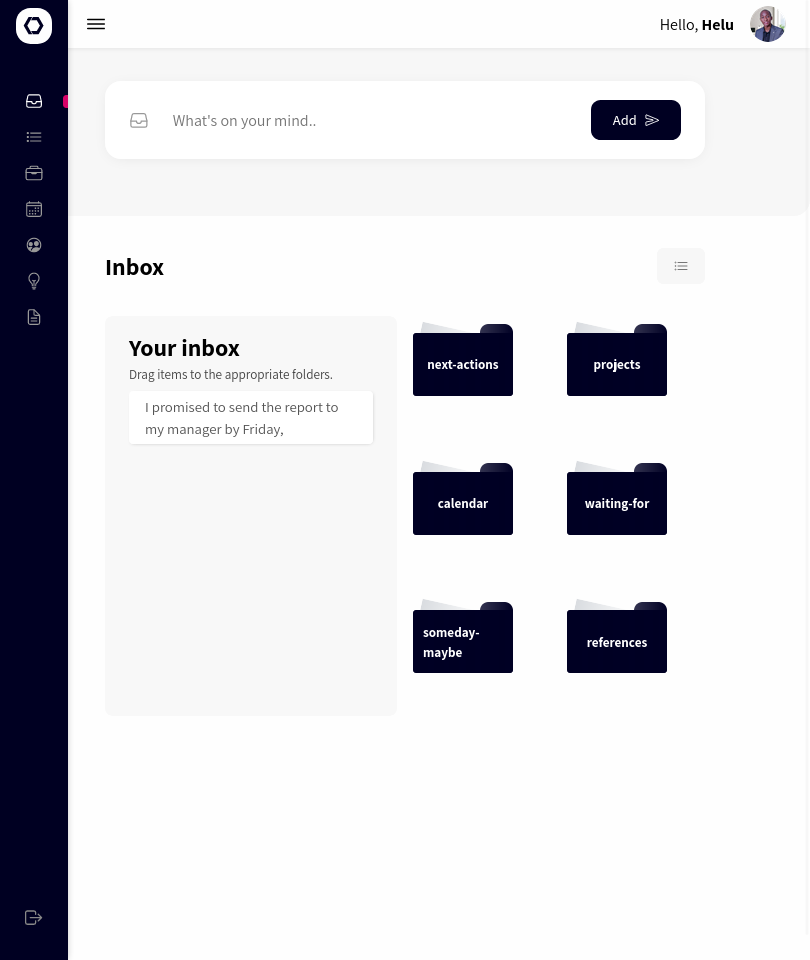 Hello, Helu
What's on your mind..
Add
Inbox
Your inbox
Drag items to the appropriate folders.
I promised to send the report to
my manager by Friday,
next-actions
projects
calendar
waiting-for
someday-
maybe
references